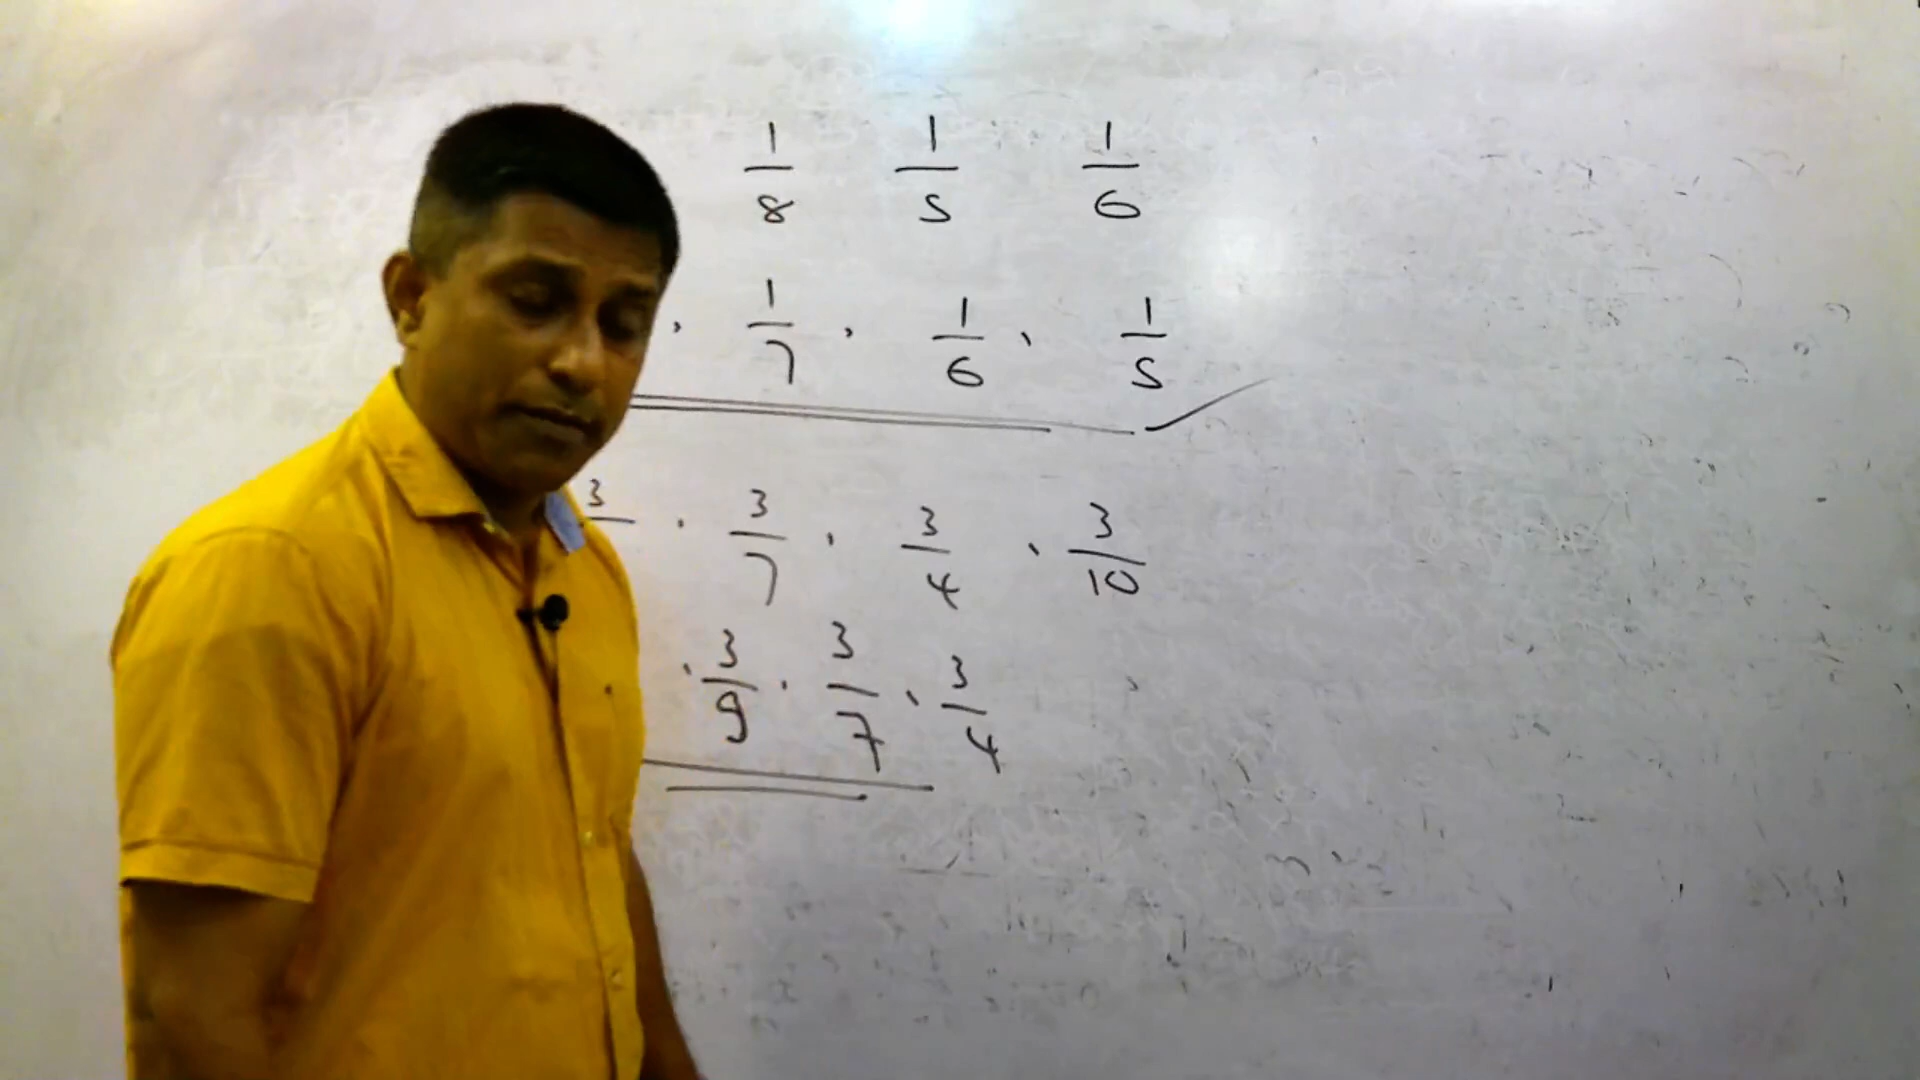 1/8 1/5 1/6
, 1/7 , 1/6 , 1/5
3 , 3/7 , 3/4 , 3/10
, 3/9 , 3/7 , 3/4